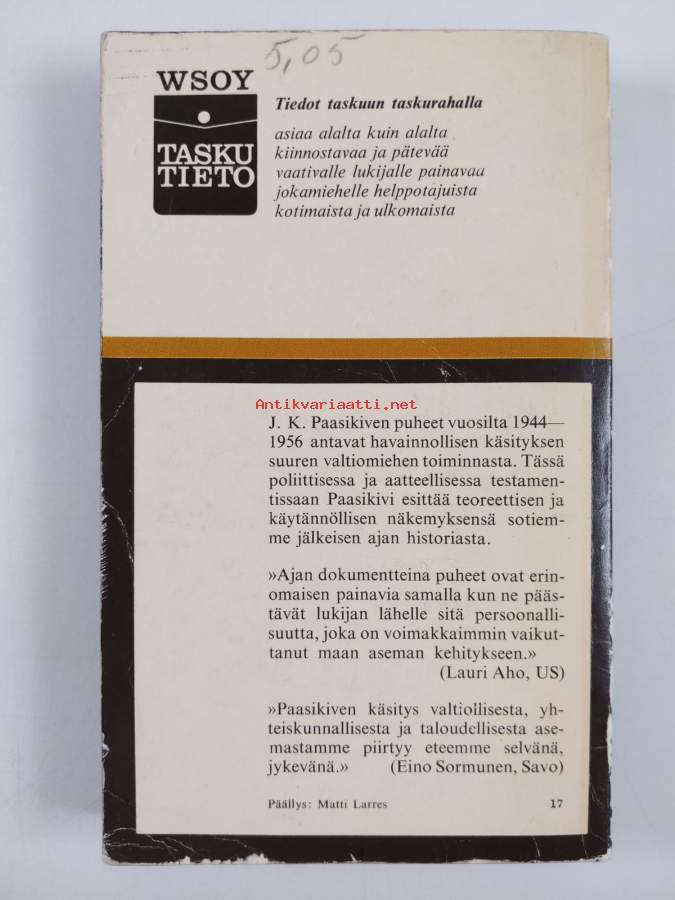 5,05
WSOY
TASKU
TIETO
Tiedot taskuun taskurahalla
asiaa alalta kuin alalta
kiinnostavaa ja pätevää
vaativalle lukijalle painavaa
jokamiehelle helppotajuista
kotimaista ja ulkomaista
Antikvariaatti.net
J. K. Paasikiven puheet vuosilta 1944—
1956 antavat havainnollisen käsityksen
suuren valtiomiehen toiminnasta. Tässä
poliittisessa ja aatteellisessa testamen-
tissaan Paasikivi esittää teoreettisen ja
käytännöllisen näkemyksensä sotiem-
me jälkeisen ajan historiasta.
»Ajan dokumentteina puheet ovat erin-
omaisen painavia samalla kun ne pääs-
tävät lukijan lähelle sitä persoonalli-
suutta, joka on voimakkaimmin vaikut-
tanut maan aseman kehitykseen.»
(Lauri Aho, US)
»Paasikiven käsitys valtiollisesta, yh-
teiskunnallisesta ja taloudellisesta ase-
mastamme piirtyy eteemme selvänä,
jykevänä.» (Eino Sormunen, Savo)
Päällys: Matti Larres 17